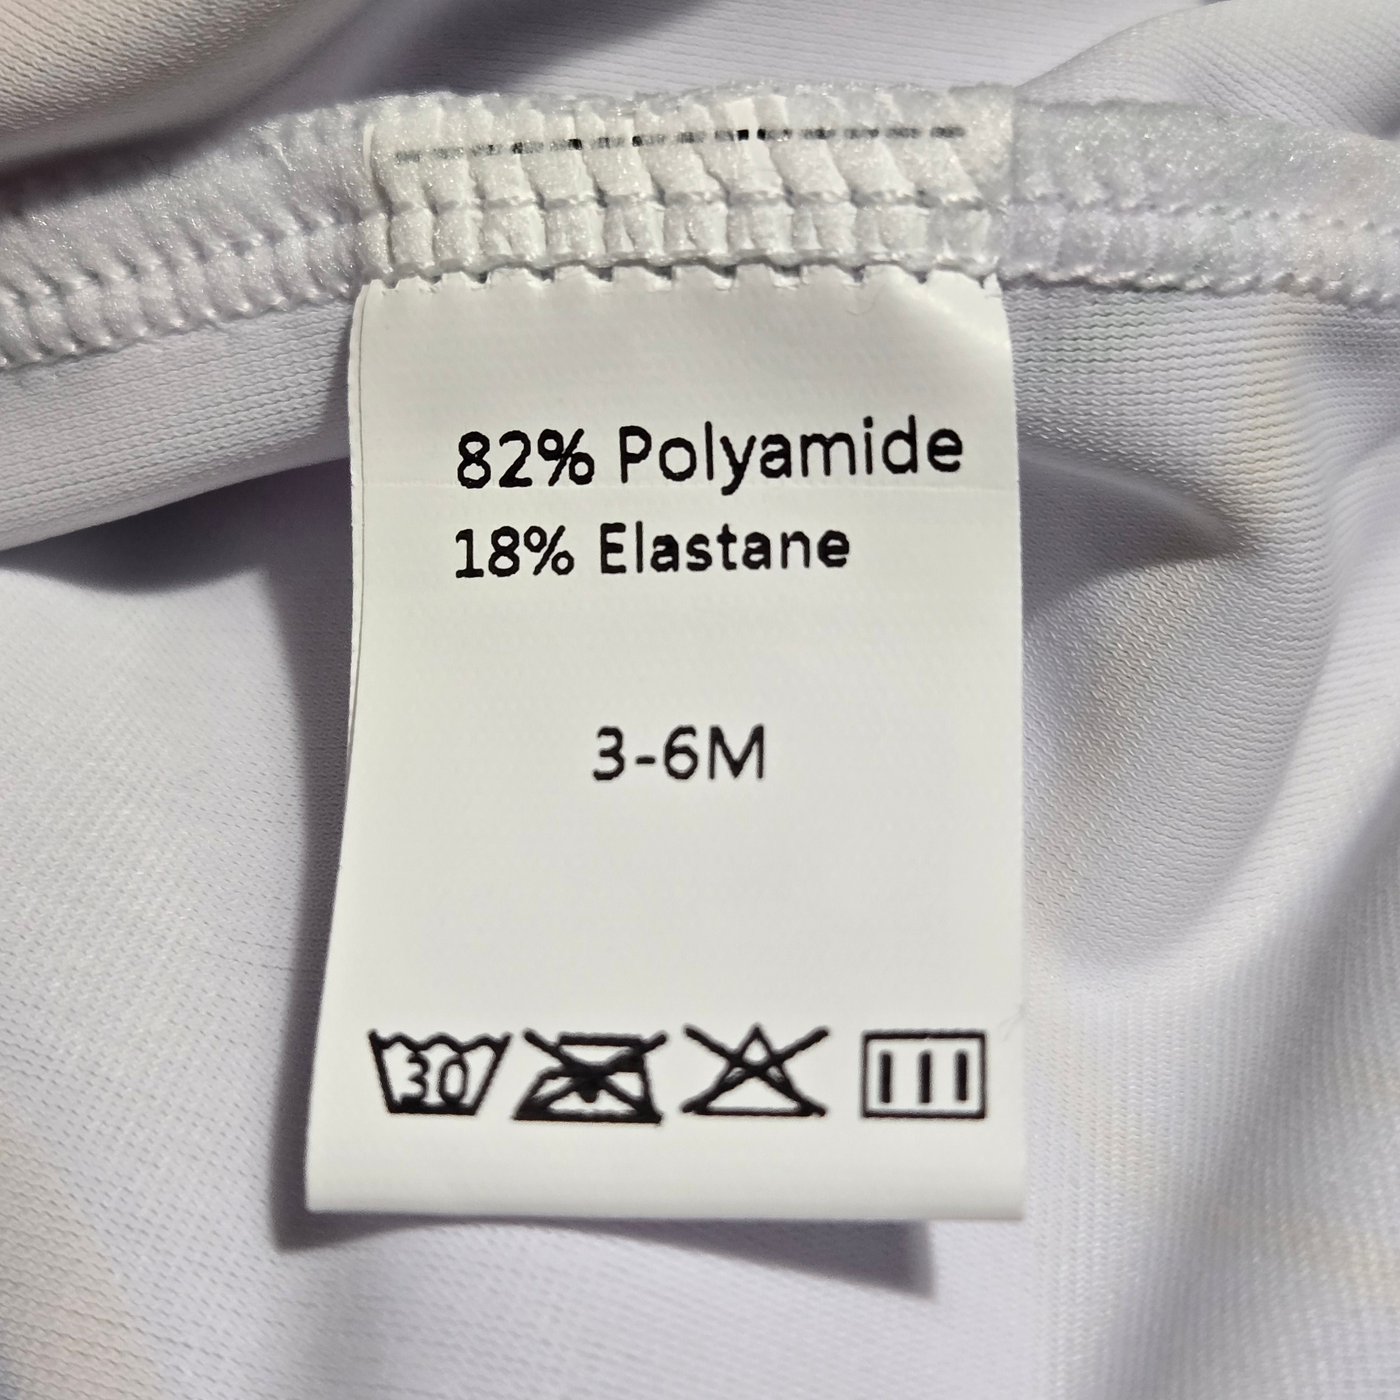 82% Polyamide
18% Elastane
3-6M
30